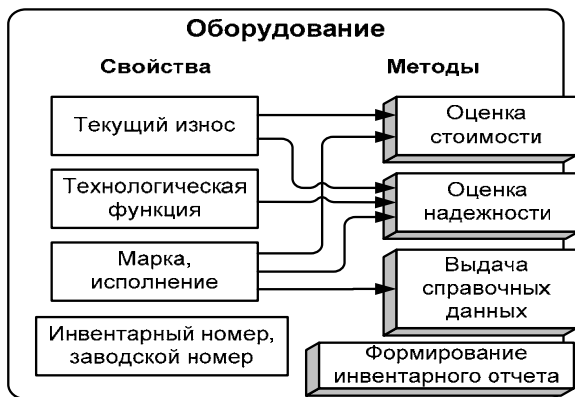 Оборудование
Свойства
Методы
Текущий износ
Оценка
стоимости
Технологическая
функция
Оценка
надежности
Марка,
исполнение
Выдача
справочных
данных
Инвентарный номер,
заводской номер
Формирование
инвентарного отчета